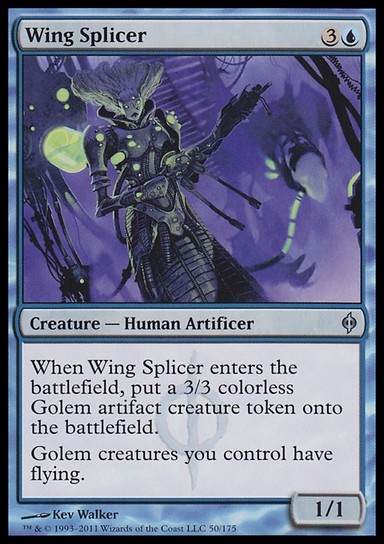 Wing Splicer 3
Creature — Human Artificer
When Wing Splicer enters the
battlefield, put a 3/3 colorless
Golem artifact creature token onto
the battlefield.
Golem creatures you control have
flying.
Kev Walker
1/1
™ & © 1993–2011 Wizards of the Coast LLC 50/175